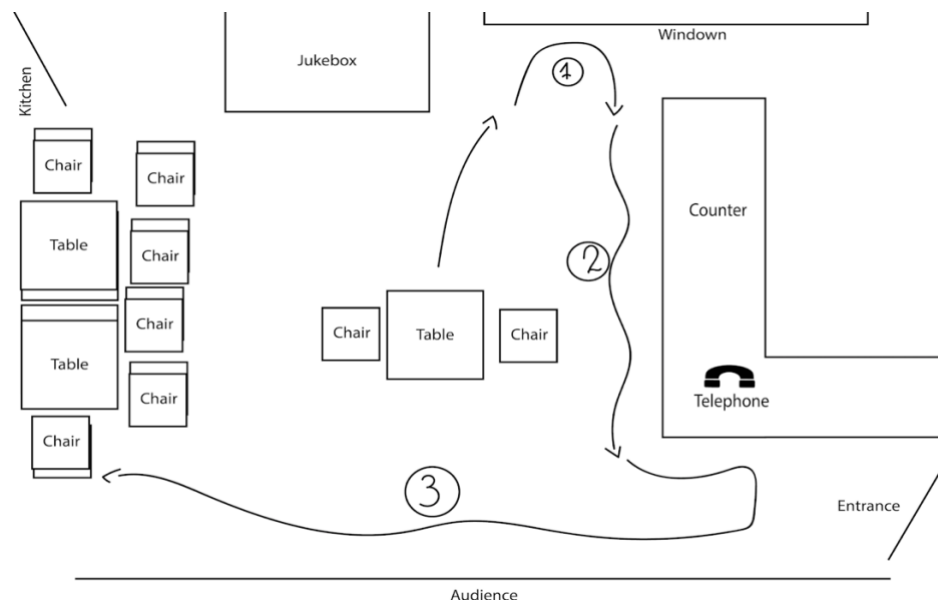 Windown
Jukebox
1
Kitchen
Chair
Chair
Counter
Table
Chair
2
Chair
Chair
Table
Chair
Table
Telephone
Chair
Chair
3
Entrance
Audience